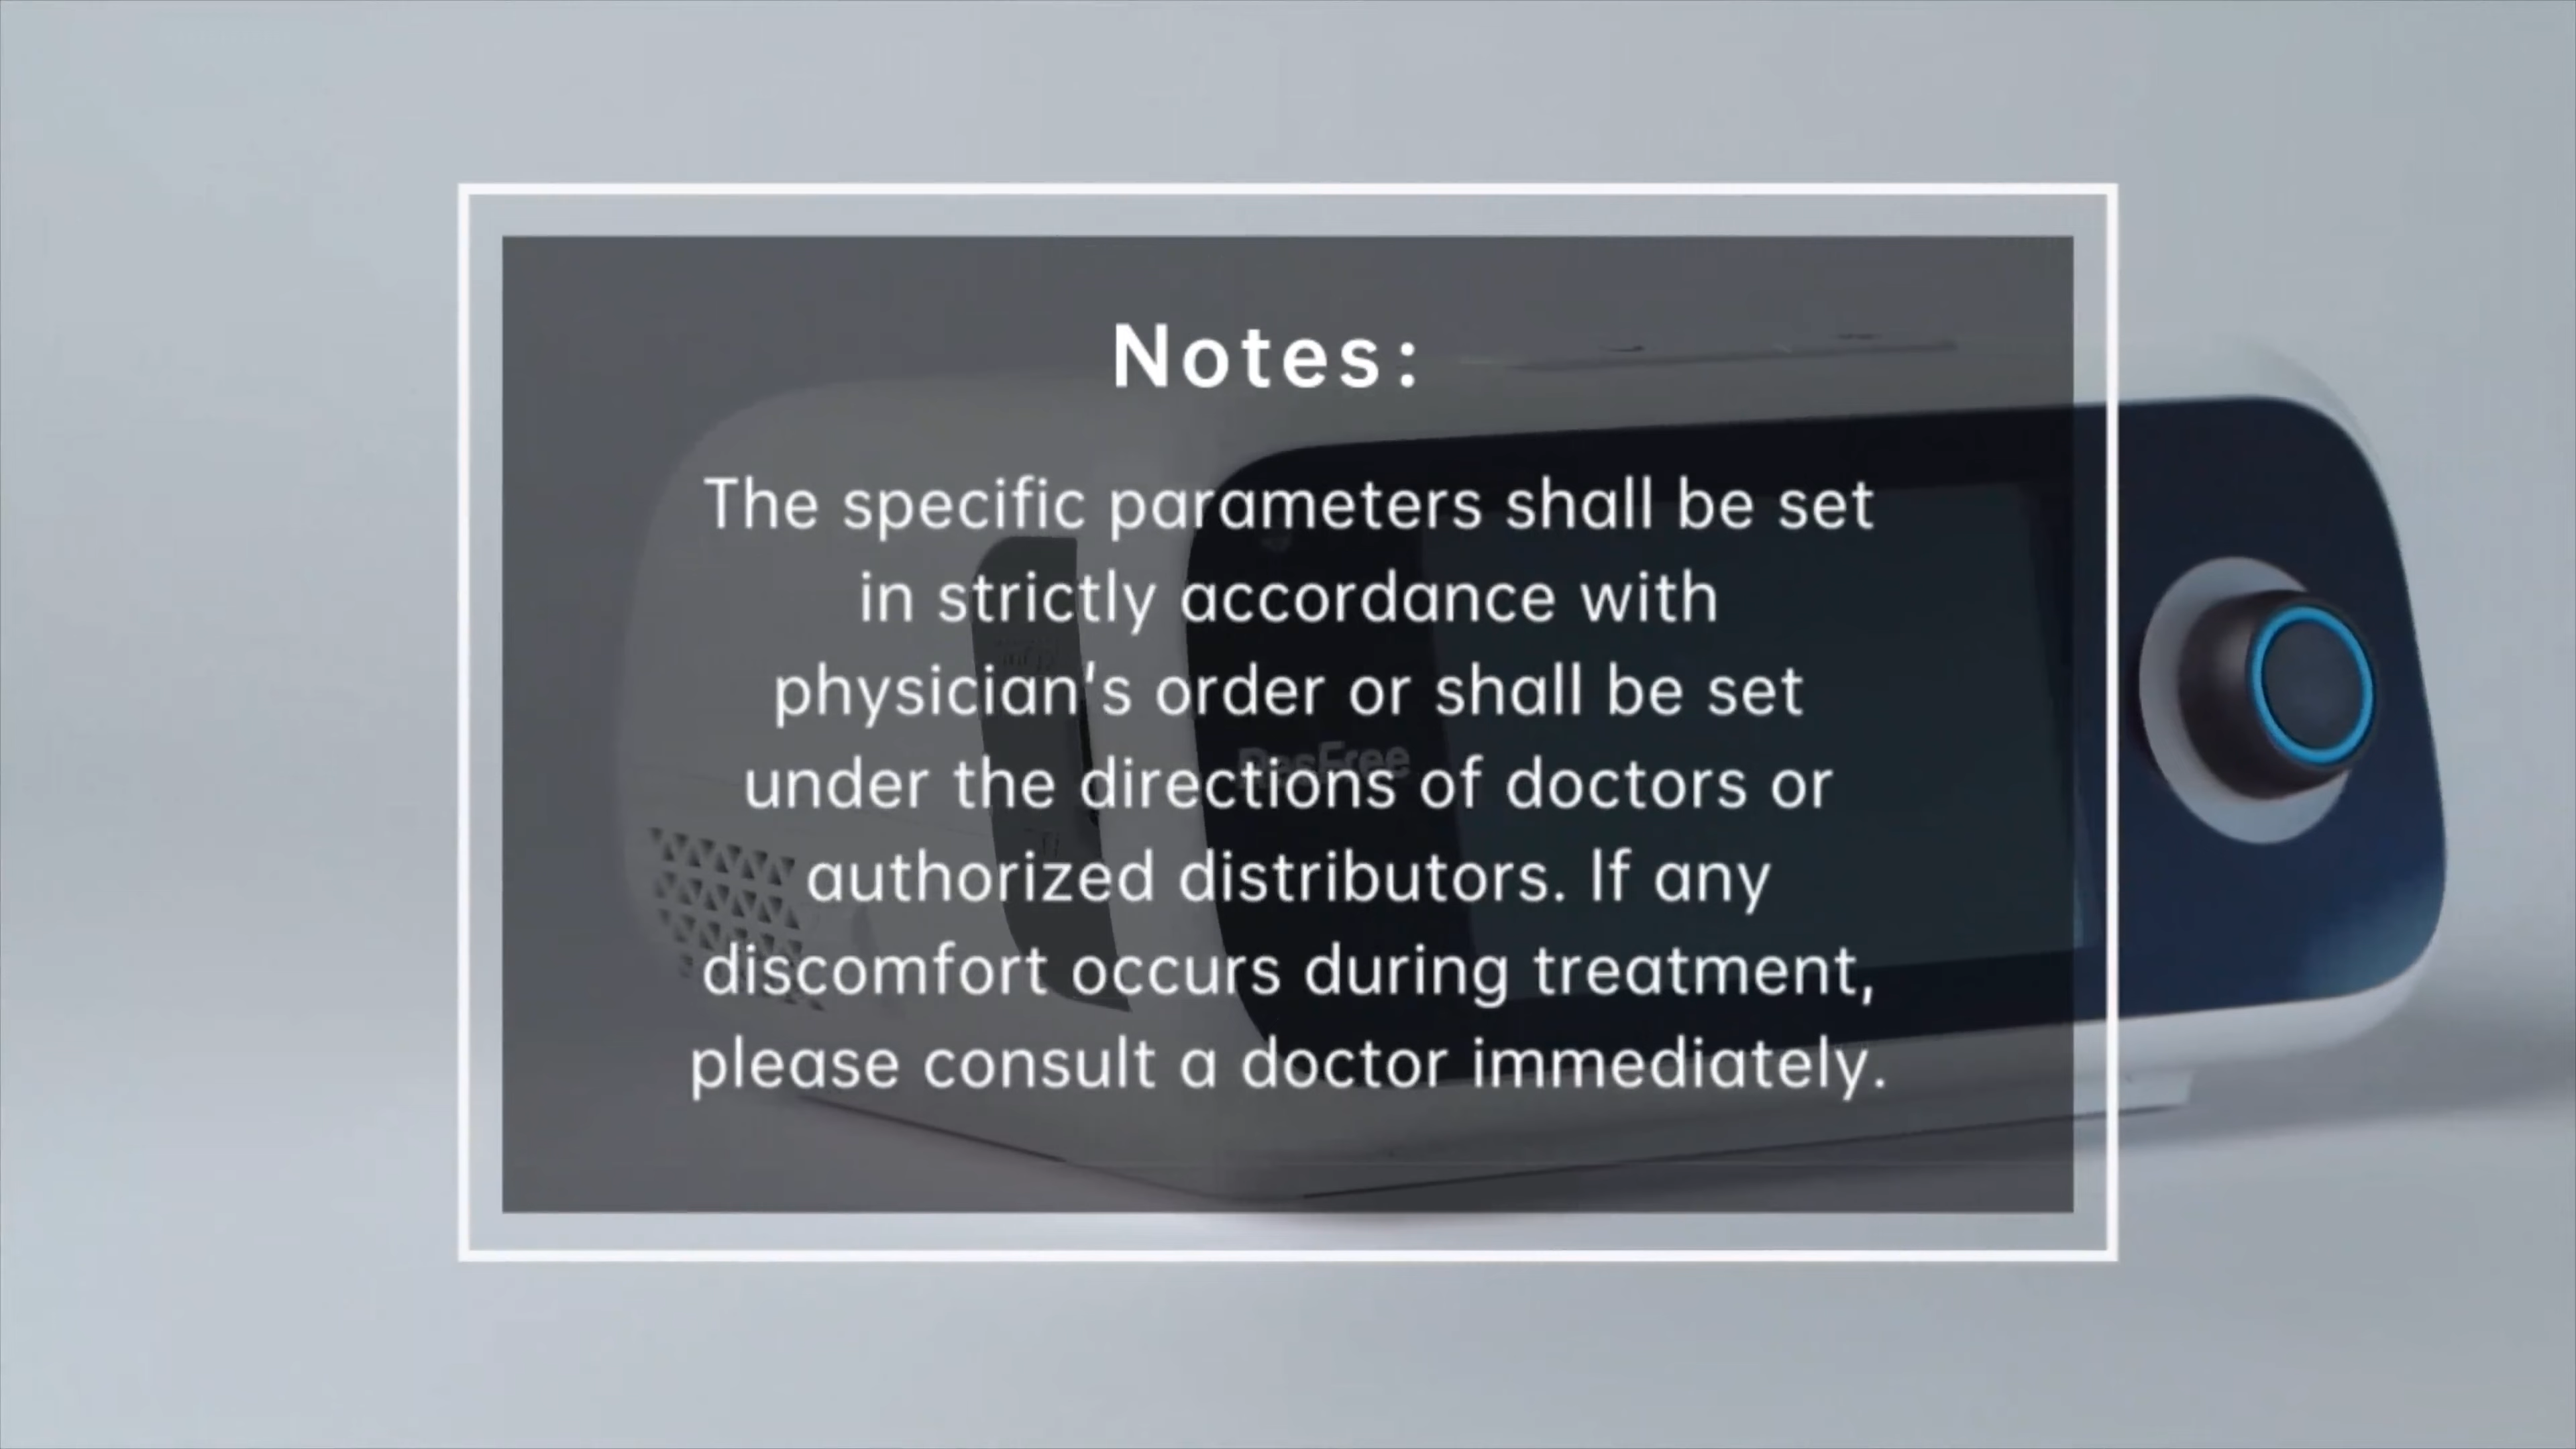 Notes:
The specific parameters shall be set
in strictly accordance with
physician's order or shall be set
under the directions of doctors or
authorized distributors. If any
discomfort occurs during treatment,
please consult a doctor immediately.